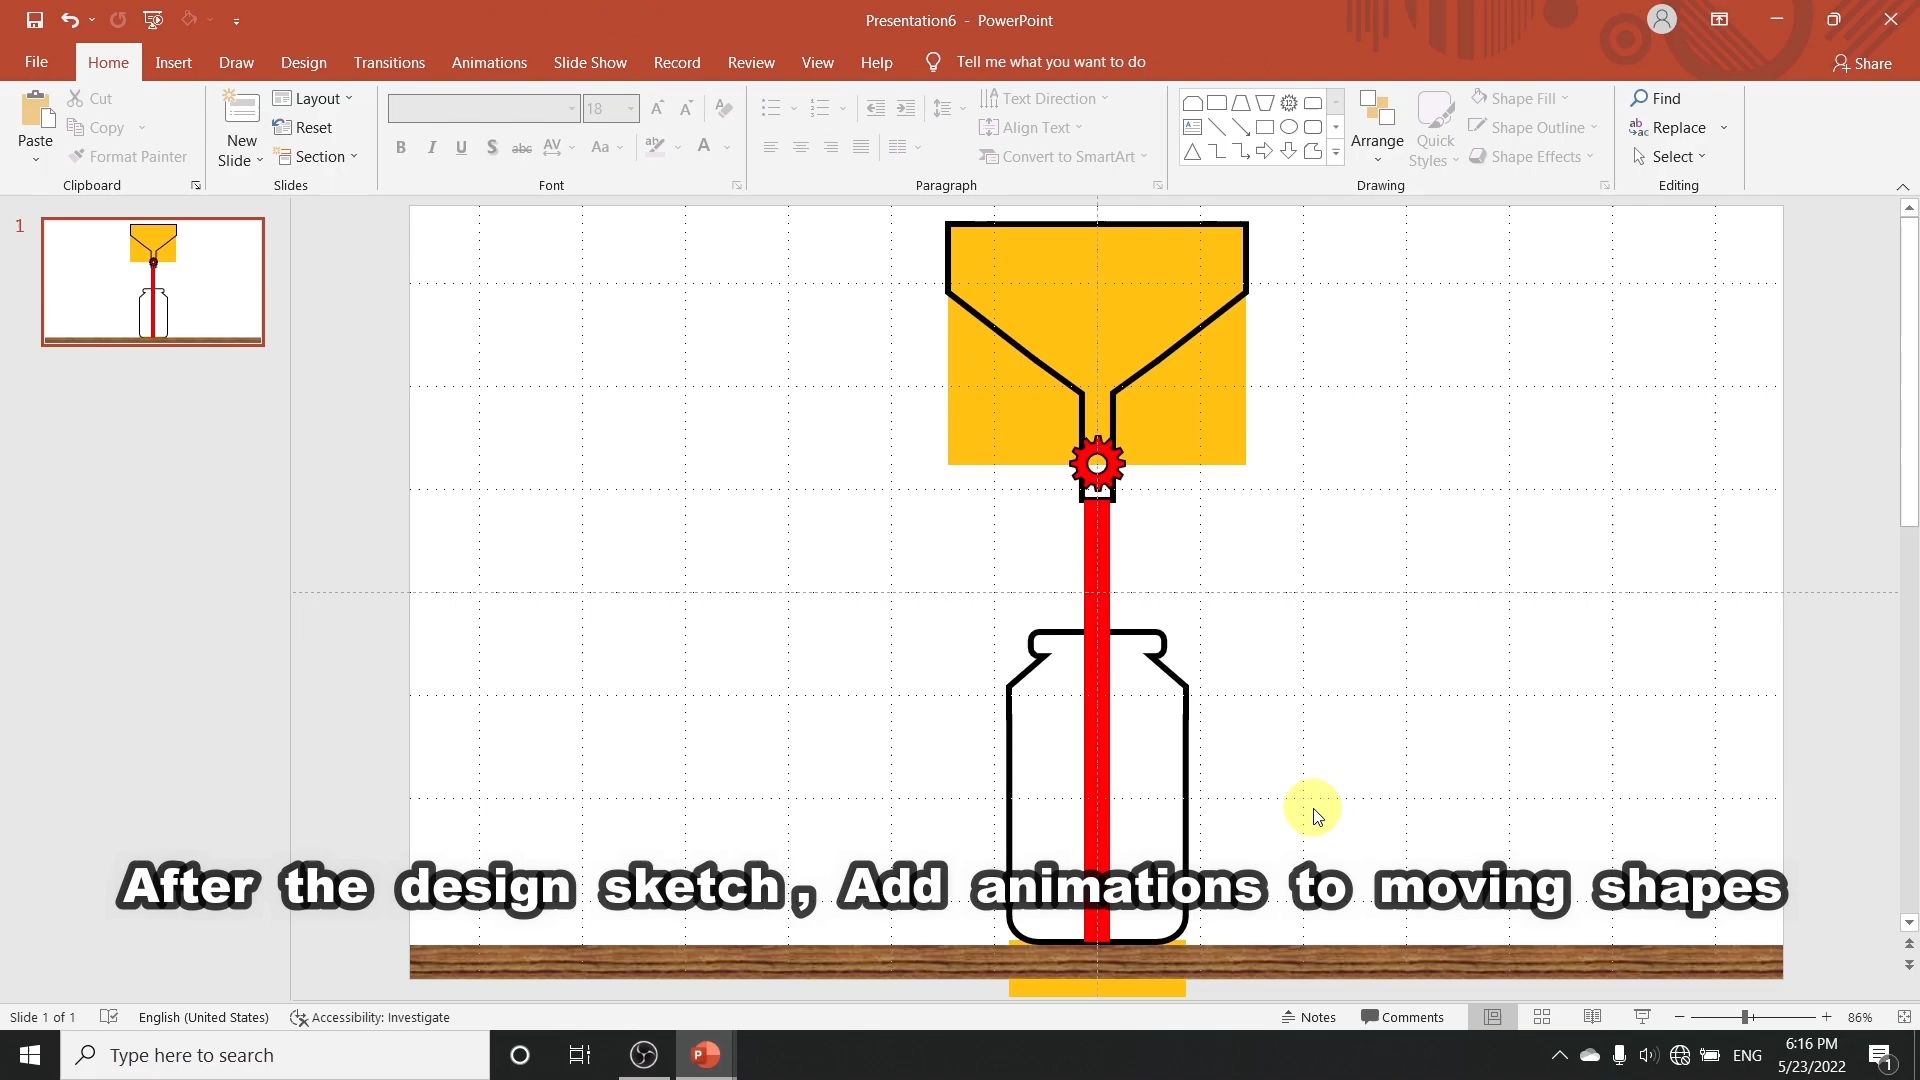 Presentation6 - PowerPoint
File
Home
Insert
Draw
Design
Transitions
Animations
Slide Show
Record
Review
View
Help
Tell me what you want to do
Share
Paste
Cut
Copy
Format Painter
Clipboard
New
Slide
Layout
Reset
Section
Slides
18
B I U S abc AV Aa A
Font
Text Direction
Align Text
Convert to SmartArt
Paragraph
Arrange
Quick
Styles
Shape Fill
Shape Outline
Shape Effects
Drawing
Find
Replace
Select
Editing
1
After the design sketch, Add animations to moving shapes
Slide 1 of 1
English (United States)
Accessibility: Investigate
Notes
Comments
86%
Type here to search
ENG
6:16 PM
5/23/2022
1